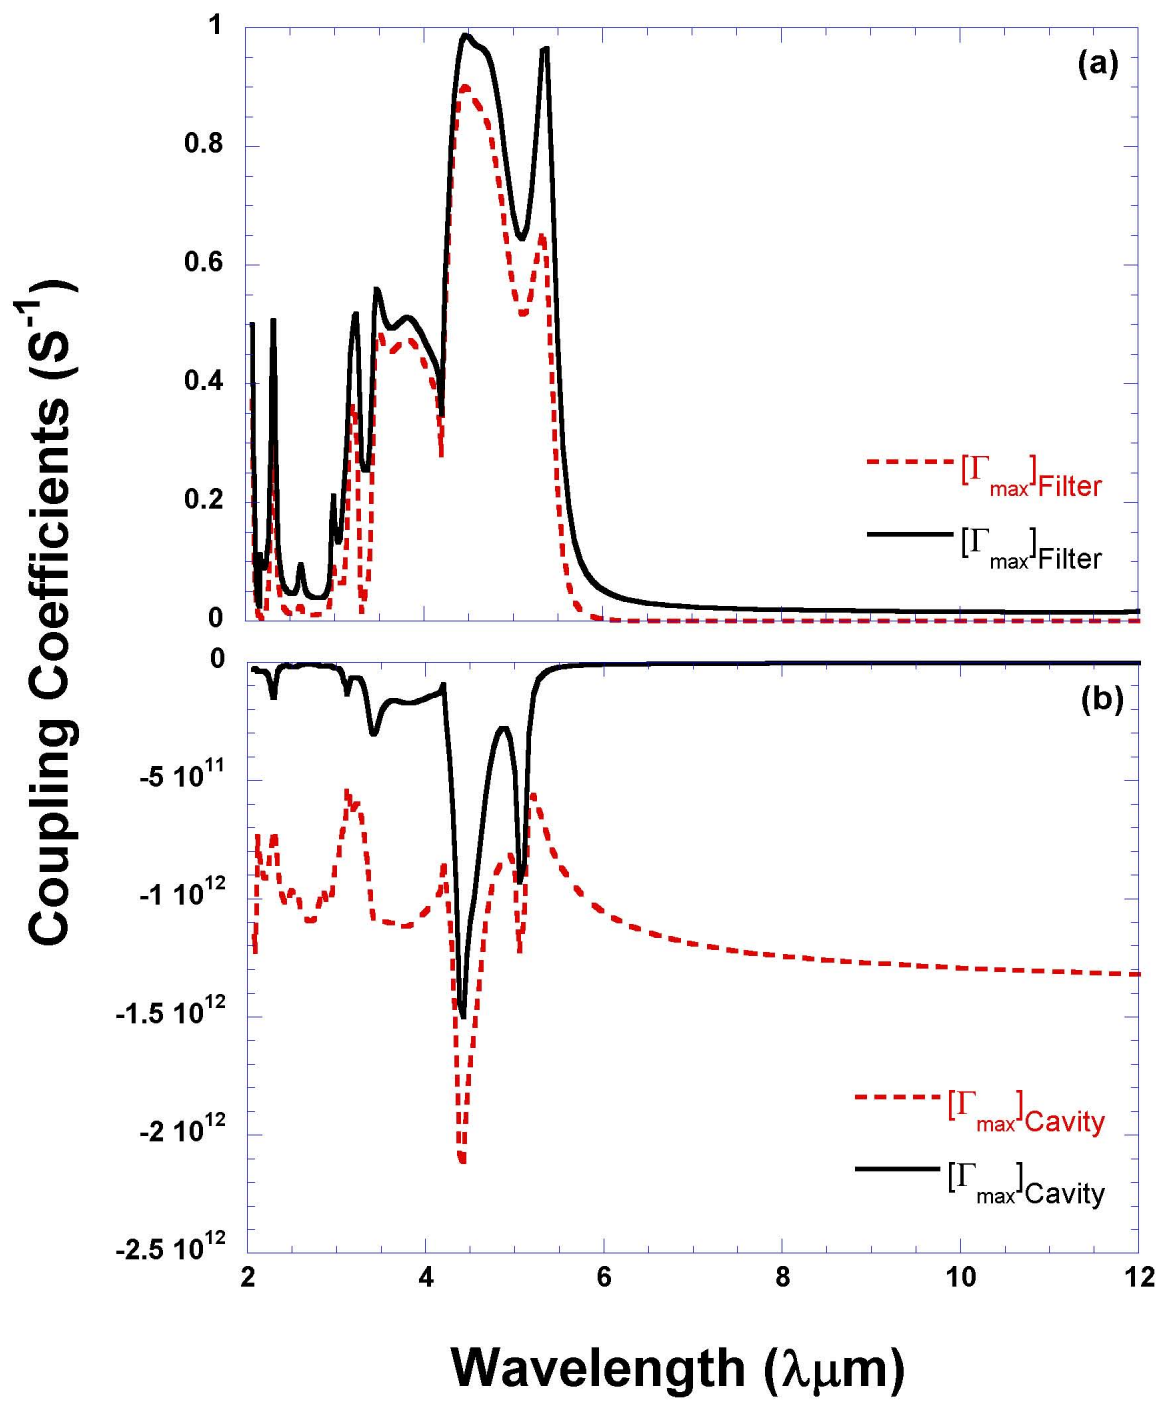 Coupling Coefficients (S⁻¹)
1
0.8
0.6
0.4
0.2
0
(a)
[Γmax]Filter
[Γmax]Filter
0
-5 10¹¹
-1 10¹²
-1.5 10¹²
-2 10¹²
-2.5 10¹²
(b)
[Γmax]Cavity
[Γmax]Cavity
2 4 6 8 10 12
Wavelength (λμm)